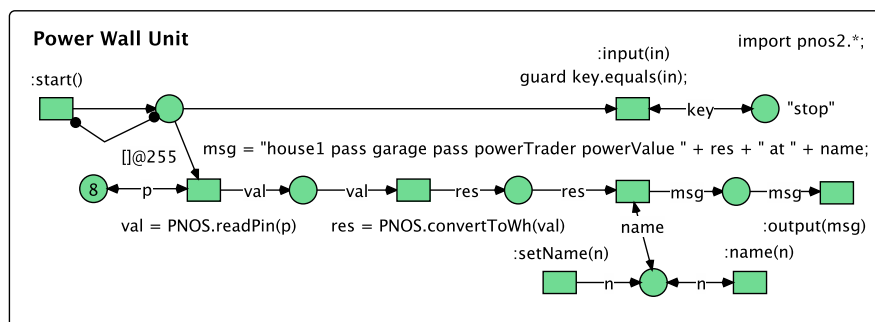 Power Wall Unit
import pnos2.*;
:input(in)
guard key.equals(in);
:start()
key
"stop"
[]@255
msg = "house1 pass garage pass powerTrader powerValue " + res + " at " + name;
8
p
val
val
res
res
msg
msg
val = PNOS.readPin(p)
res = PNOS.convertToWh(val)
name
:output(msg)
:setName(n)
:name(n)
n
n